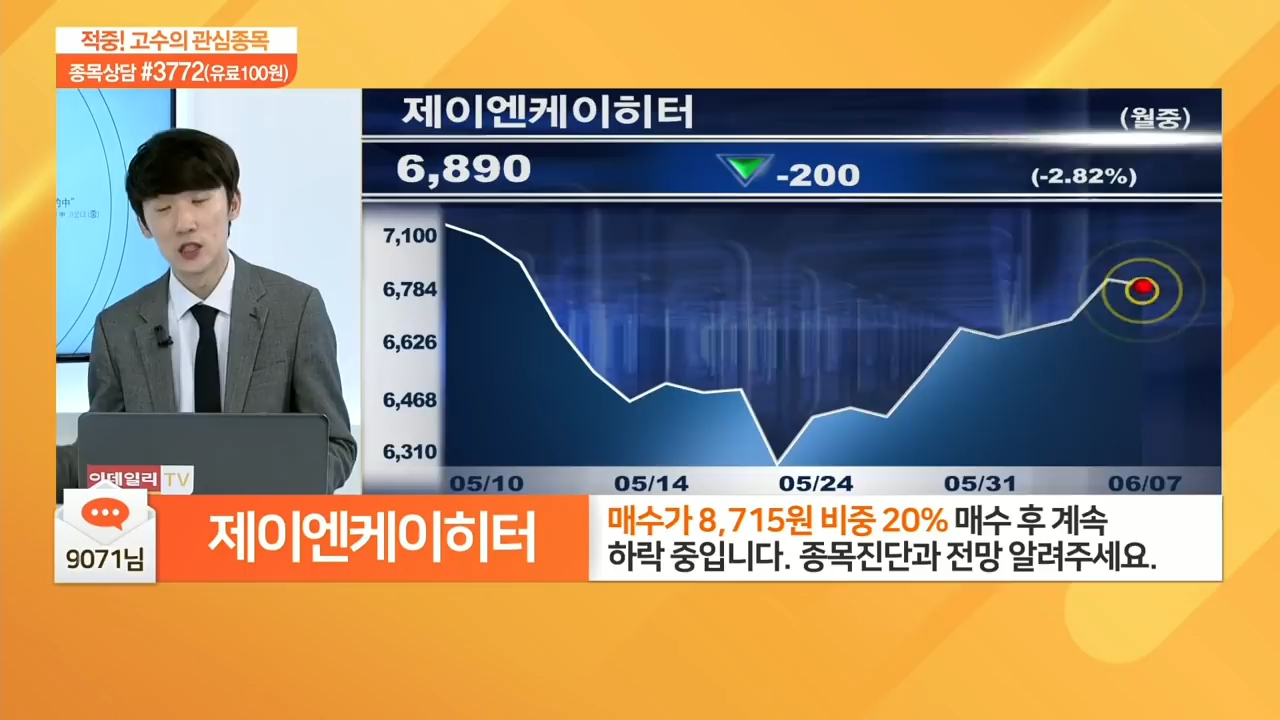 적중! 고수의 관심종목
종목상담 #3772(유료100원)
제이엔케이히터
(월중)
6,890
-200
(-2.82%)
7,100
6,784
6,626
6,468
6,310
05/10 05/14 05/24 05/31 06/07
이데일리 TV
9071님
제이엔케이히터
매수가 8,715원 비중 20% 매수 후 계속
하락 중입니다. 종목진단과 전망 알려주세요.